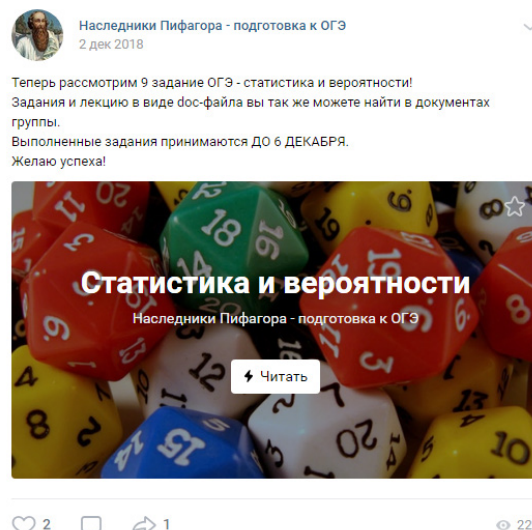 Наследники Пифагора - подготовка к ОГЭ
2 дек 2018
Теперь рассмотрим 9 задание ОГЭ - статистика и вероятности!
Задания и лекцию в виде doc-файла вы так же можете найти в документах
группы.
Выполненные задания принимаются ДО 6 ДЕКАБРЯ.
Желаю успеха!
Статистика и вероятности
Наследники Пифагора - подготовка к ОГЭ
Читать
2 1 22